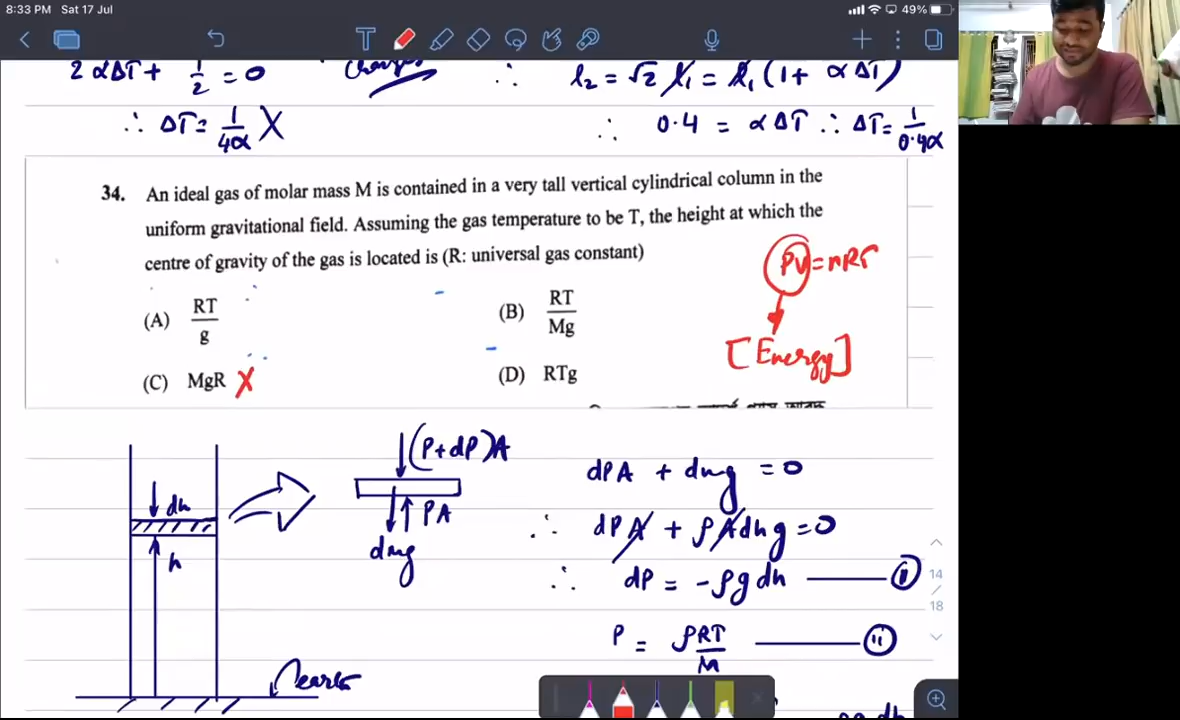 8:33 PM Sat 17 Jul
49%
2αΔT + 1/2 = 0
∴ l₂ = √2 l₁ = l₁ (1 + αΔT)
∴ ΔT = 1/4α X
∴ 0.4 = αΔT ∴ ΔT = 1/0.4α
34. An ideal gas of molar mass M is contained in a very tall vertical cylindrical column in the
uniform gravitational field. Assuming the gas temperature to be T, the height at which the
centre of gravity of the gas is located is (R: universal gas constant)
PV = nRT
(A) RT/g
(B) RT/Mg
[Energy]
(C) MgR X
(D) RTg
(P+dP)A
dh
PA
dmg
h
earth
dPA + dmg = 0
∴ dPA + ρAdhg = 0
∴ dP = -ρgdh
P = ρRT/M (ii)
14
/
18